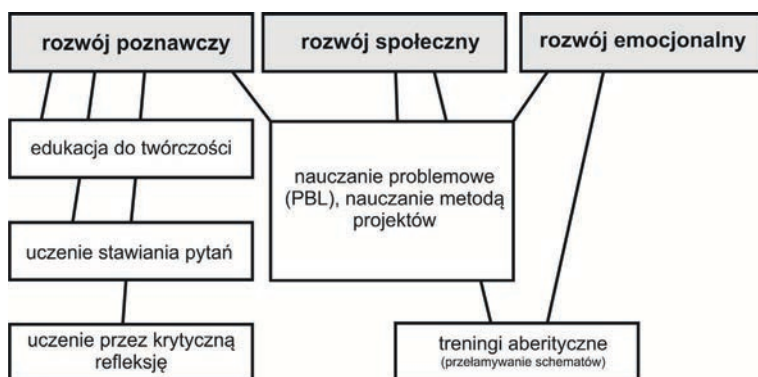 rozwój poznawczy
rozwój społeczny
rozwój emocjonalny
edukacja do twórczości
nauczanie problemowe
(PBL), nauczanie metodą
projektów
uczenie stawiania pytań
uczenie przez krytyczną
refleksję
treningi aberityczne
(przełamywanie schematów)